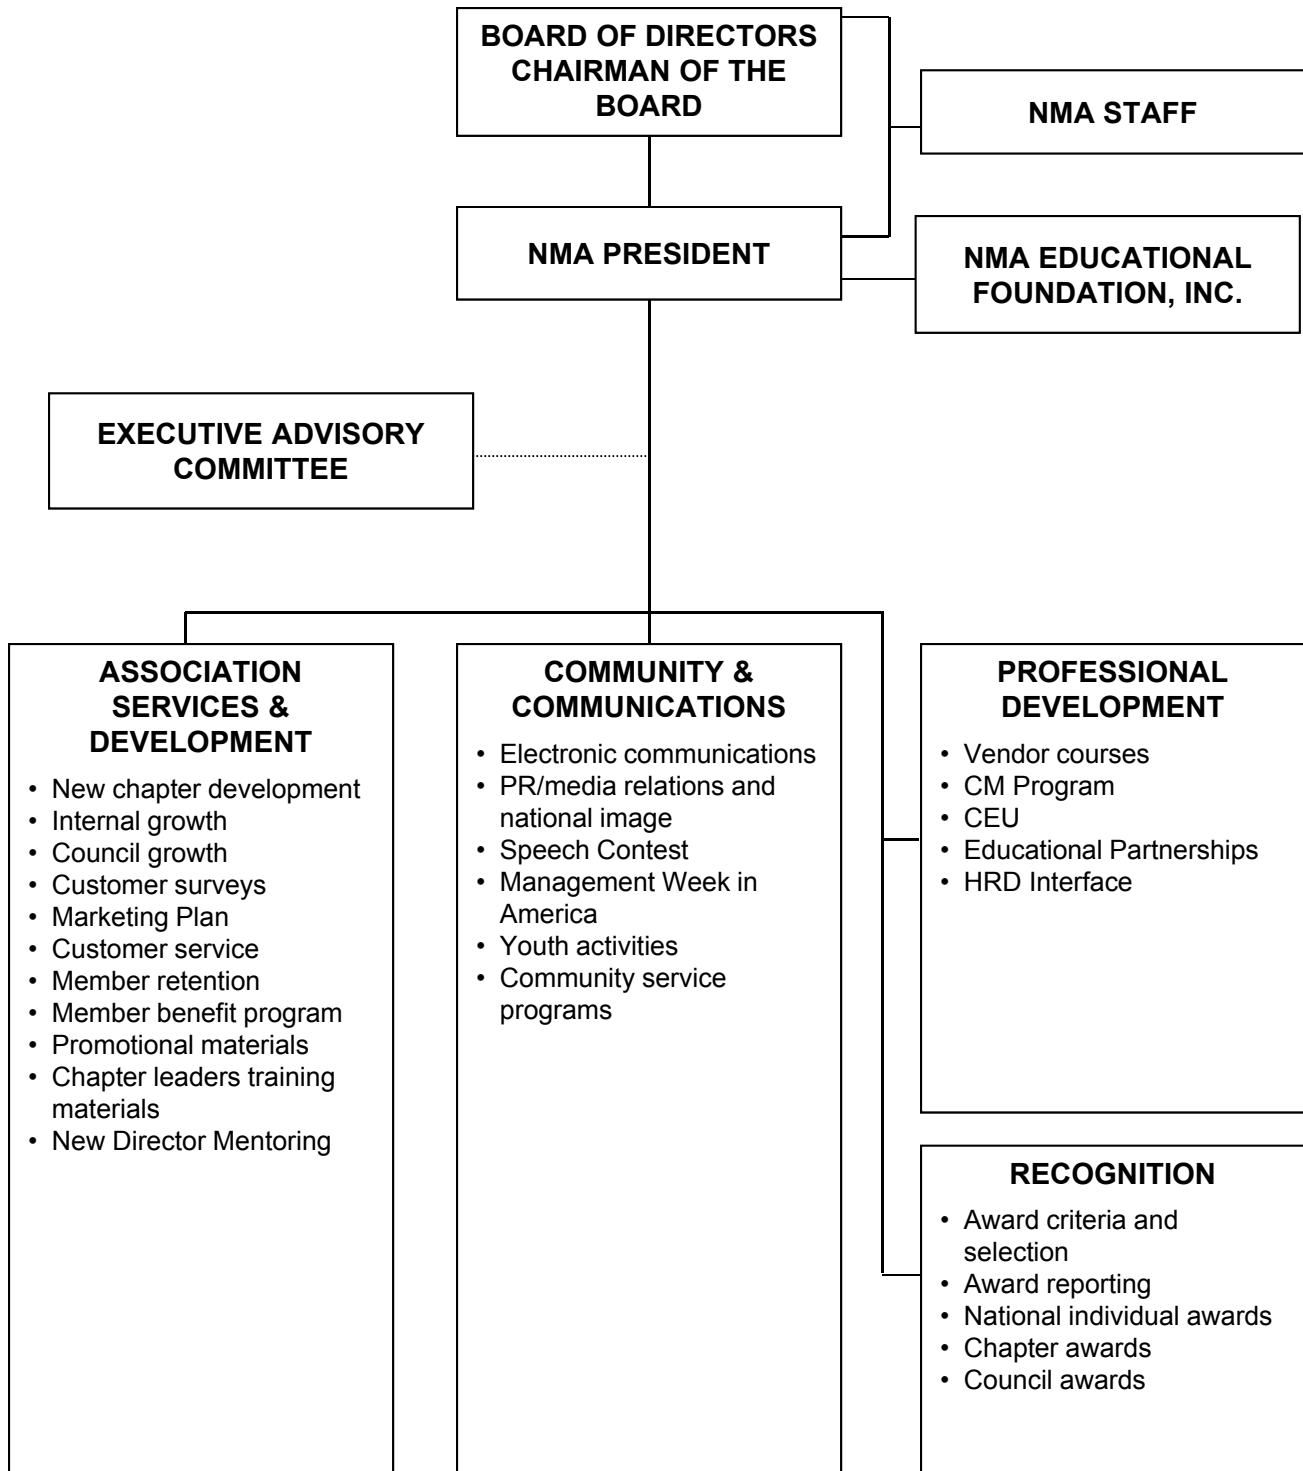 BOARD OF DIRECTORS
CHAIRMAN OF THE
BOARD
NMA STAFF
NMA PRESIDENT
NMA EDUCATIONAL
FOUNDATION, INC.
EXECUTIVE ADVISORY
COMMITTEE
ASSOCIATION
SERVICES &
DEVELOPMENT
• New chapter development
• Internal growth
• Council growth
• Customer surveys
• Marketing Plan
• Customer service
• Member retention
• Member benefit program
• Promotional materials
• Chapter leaders training
materials
• New Director Mentoring
COMMUNITY &
COMMUNICATIONS
• Electronic communications
• PR/media relations and
national image
• Speech Contest
• Management Week in
America
• Youth activities
• Community service
programs
PROFESSIONAL
DEVELOPMENT
• Vendor courses
• CM Program
• CEU
• Educational Partnerships
• HRD Interface
RECOGNITION
• Award criteria and
selection
• Award reporting
• National individual awards
• Chapter awards
• Council awards